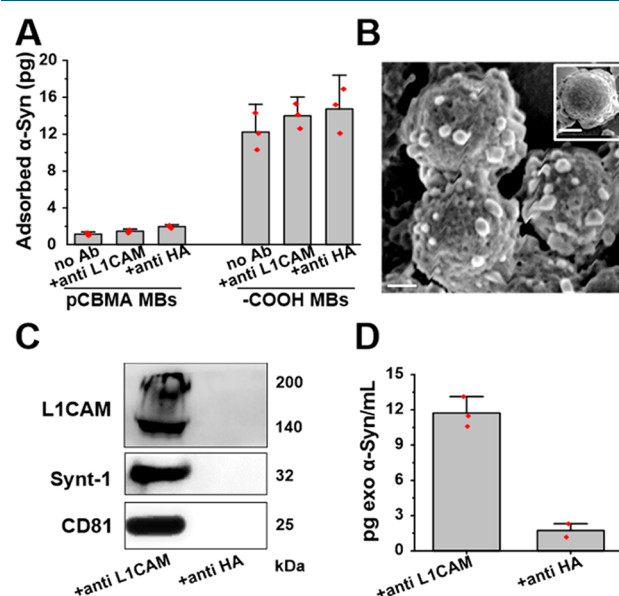 A
Adsorbed α-Syn (pg)
20
16
12
8
4
0
no Ab
+anti L1CAM
+anti HA
no Ab
+anti L1CAM
+anti HA
pCBMA MBs
-COOH MBs
B
C
L1CAM
200
140
Synt-1
32
CD81
25
+anti L1CAM
+anti HA
kDa
D
pg exo α-Syn/mL
15
12
9
6
3
0
+anti L1CAM
+anti HA